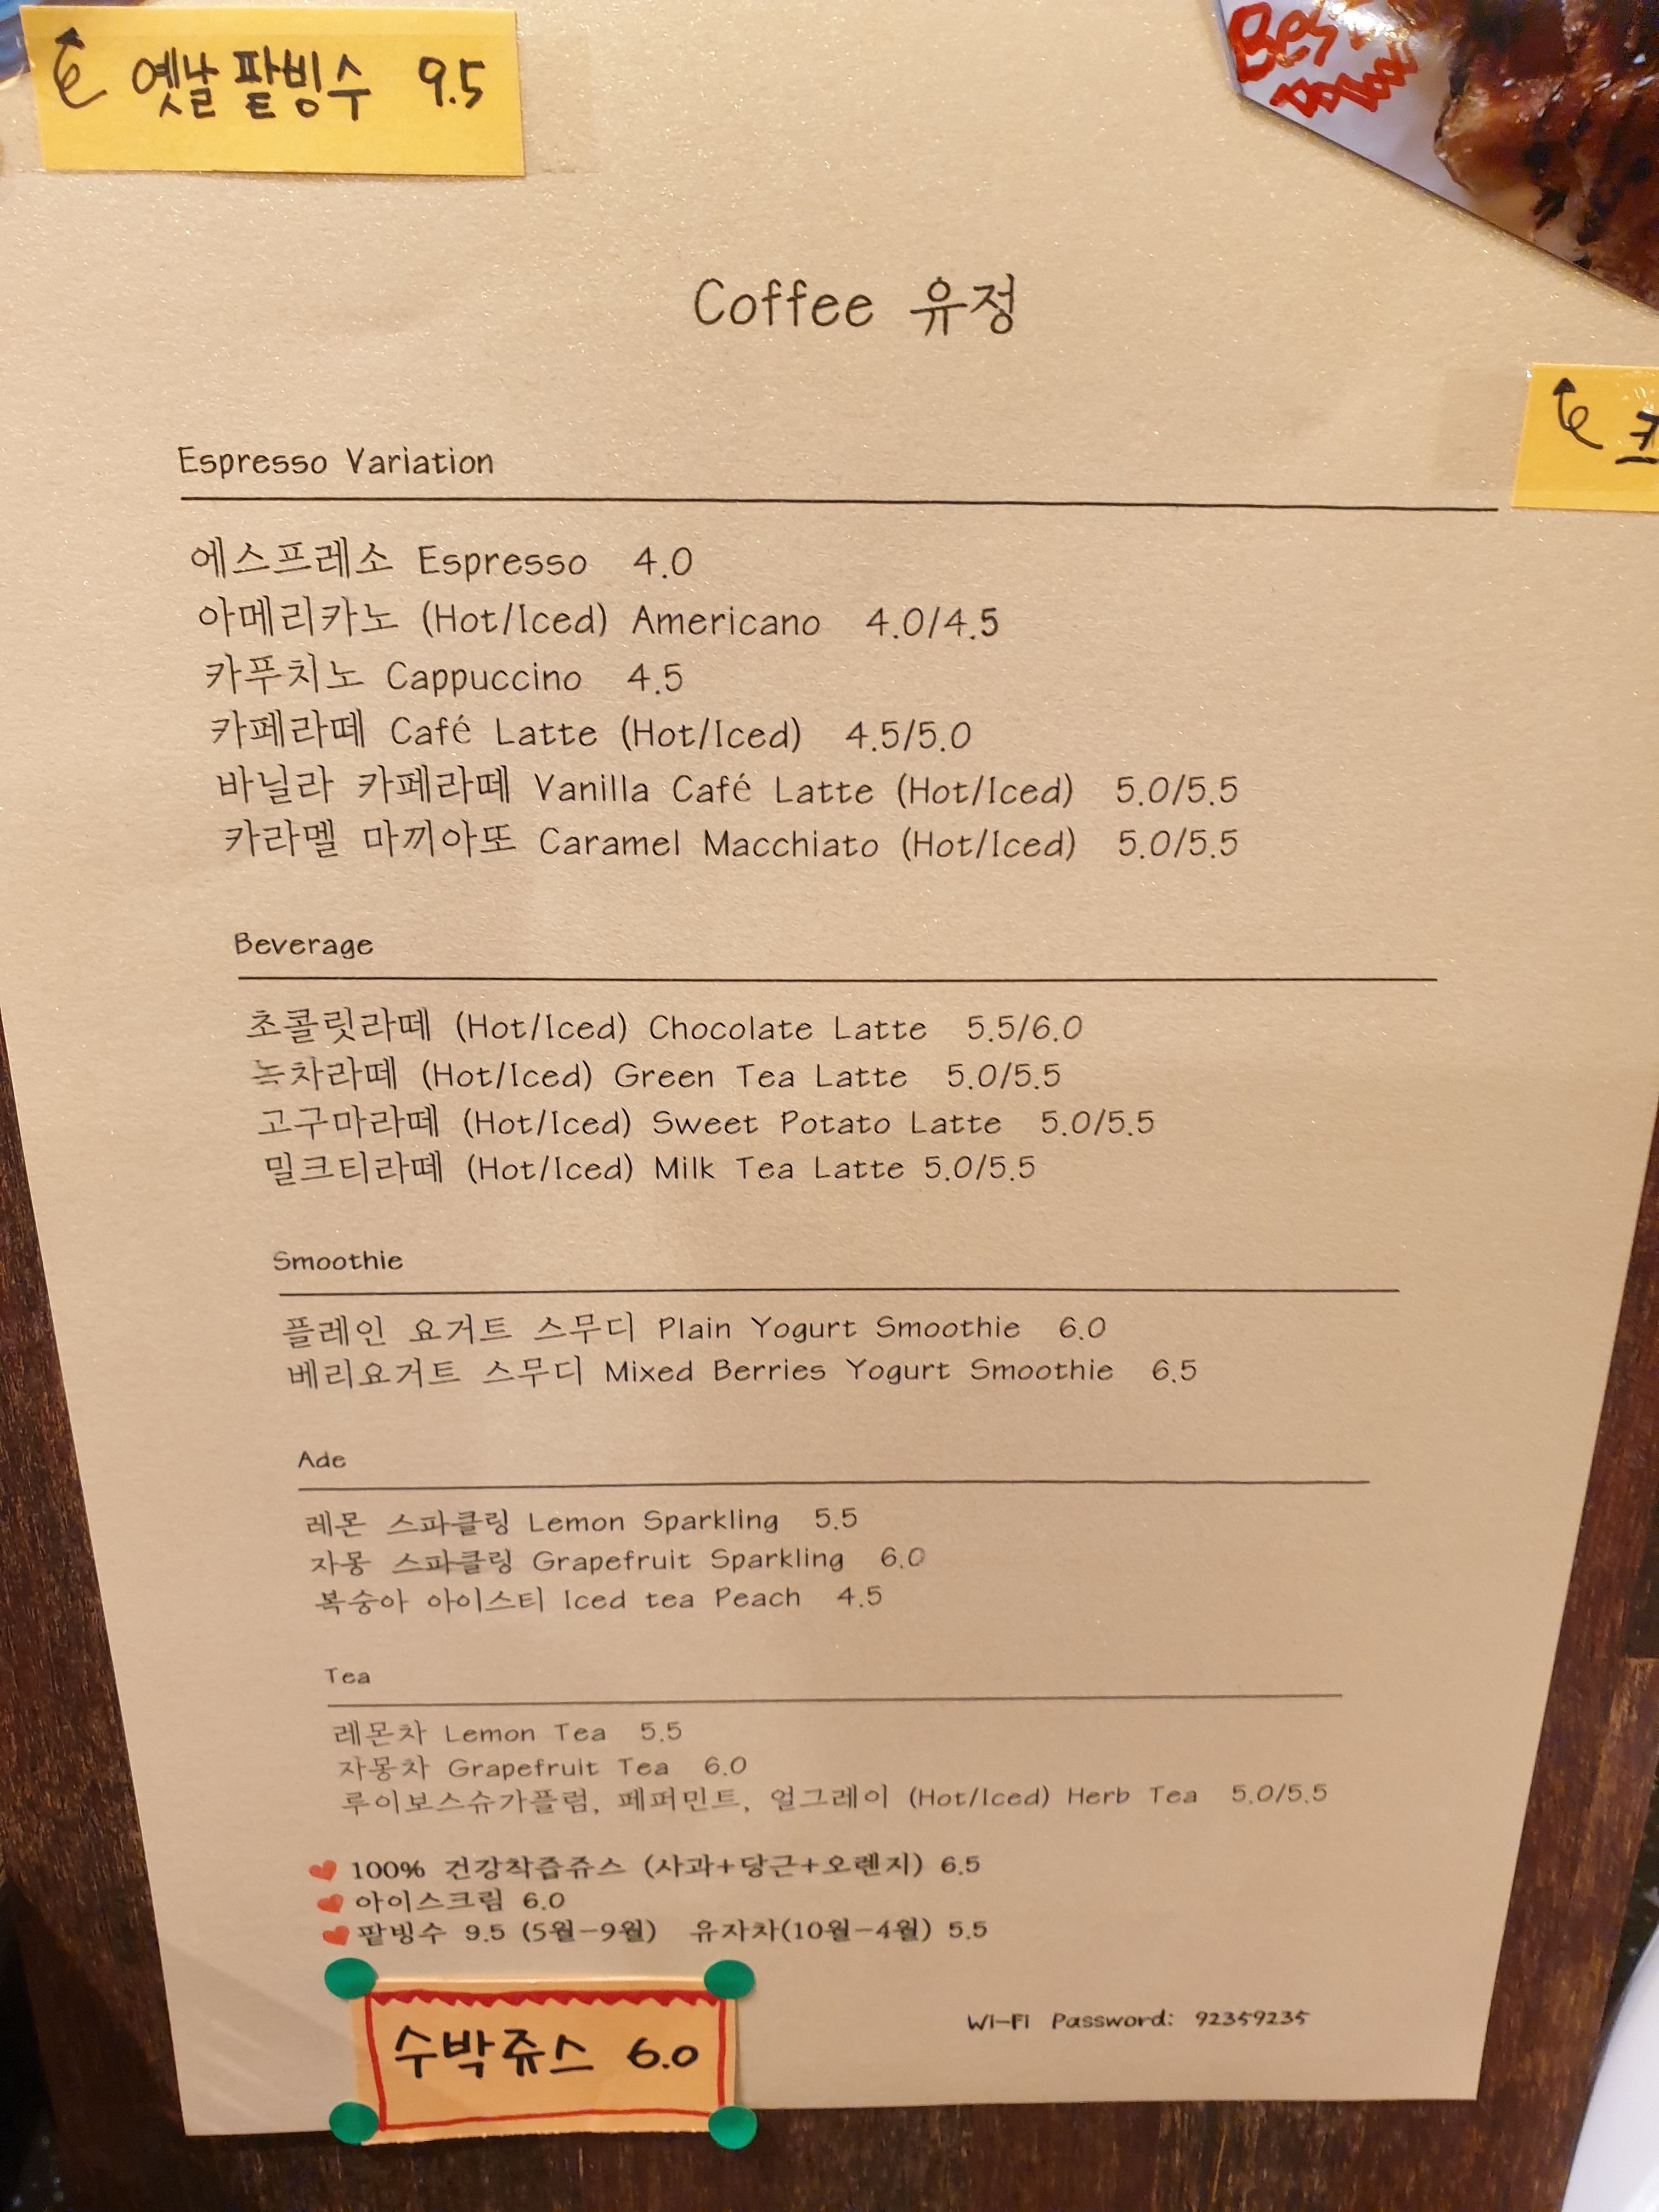 옛날 팥빙수 9.5
Best
Coffee 유정
Espresso Variation
에스프레소 Espresso 4.0
아메리카노 (Hot/Iced) Americano 4.0/4.5
카푸치노 Cappuccino 4.5
카페라떼 Café Latte (Hot/Iced) 4.5/5.0
바닐라 카페라떼 Vanilla Café Latte (Hot/Iced) 5.0/5.5
카라멜 마끼아또 Caramel Macchiato (Hot/Iced) 5.0/5.5
Beverage
초콜릿라떼 (Hot/Iced) Chocolate Latte 5.5/6.0
녹차라떼 (Hot/Iced) Green Tea Latte 5.0/5.5
고구마라떼 (Hot/Iced) Sweet Potato Latte 5.0/5.5
밀크티라떼 (Hot/Iced) Milk Tea Latte 5.0/5.5
Smoothie
플레인 요거트 스무디 Plain Yogurt Smoothie 6.0
베리요거트 스무디 Mixed Berries Yogurt Smoothie 6.5
Ade
레몬 스파클링 Lemon Sparkling 5.5
자몽 스파클링 Grapefruit Sparkling 6.0
복숭아 아이스티 Iced tea Peach 4.5
Tea
레몬차 Lemon Tea 5.5
자몽차 Grapefruit Tea 6.0
루이보스슈가플럼, 페퍼민트, 얼그레이 (Hot/Iced) Herb Tea 5.0/5.5
100% 건강착즙쥬스 (사과+당근+오렌지) 6.5
아이스크림 6.0
팥빙수 9.5 (5월-9월) 유자차(10월-4월) 5.5
수박쥬스 6.0
Wi-Fi Password: 92359235